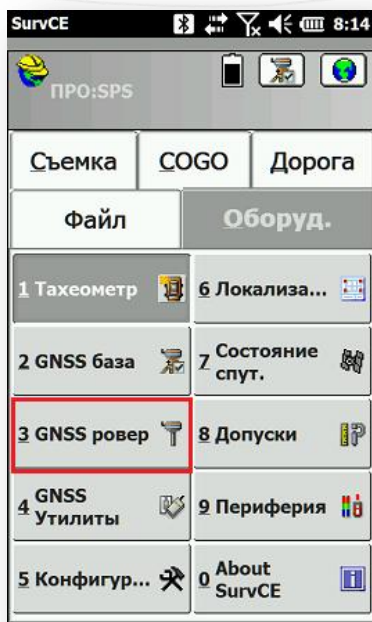 SurvCE 8:14
ПРО:SPS
Съемка COGO Дорога
Файл Оборуд.
1 Тахеометр 6 Локализа...
2 GNSS база 7 Состояние спут.
3 GNSS ровер 8 Допуски
4 GNSS Утилиты 9 Периферия
5 Конфигур... 0 About SurvCE